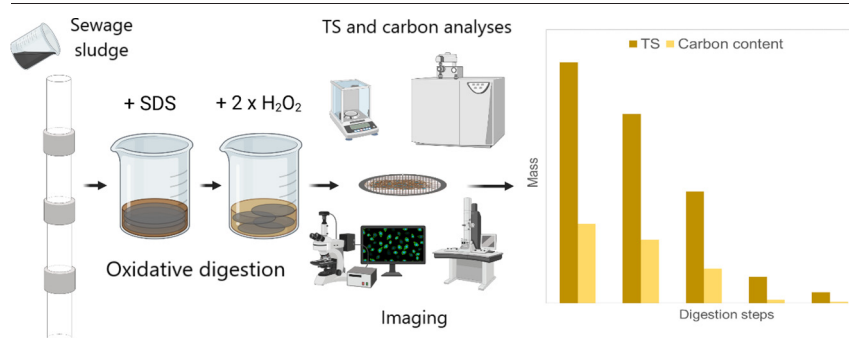 Sewage
sludge
TS and carbon analyses
+ SDS
+ 2 x H₂O₂
Oxidative digestion
Imaging
TS Carbon content
Mass
Digestion steps